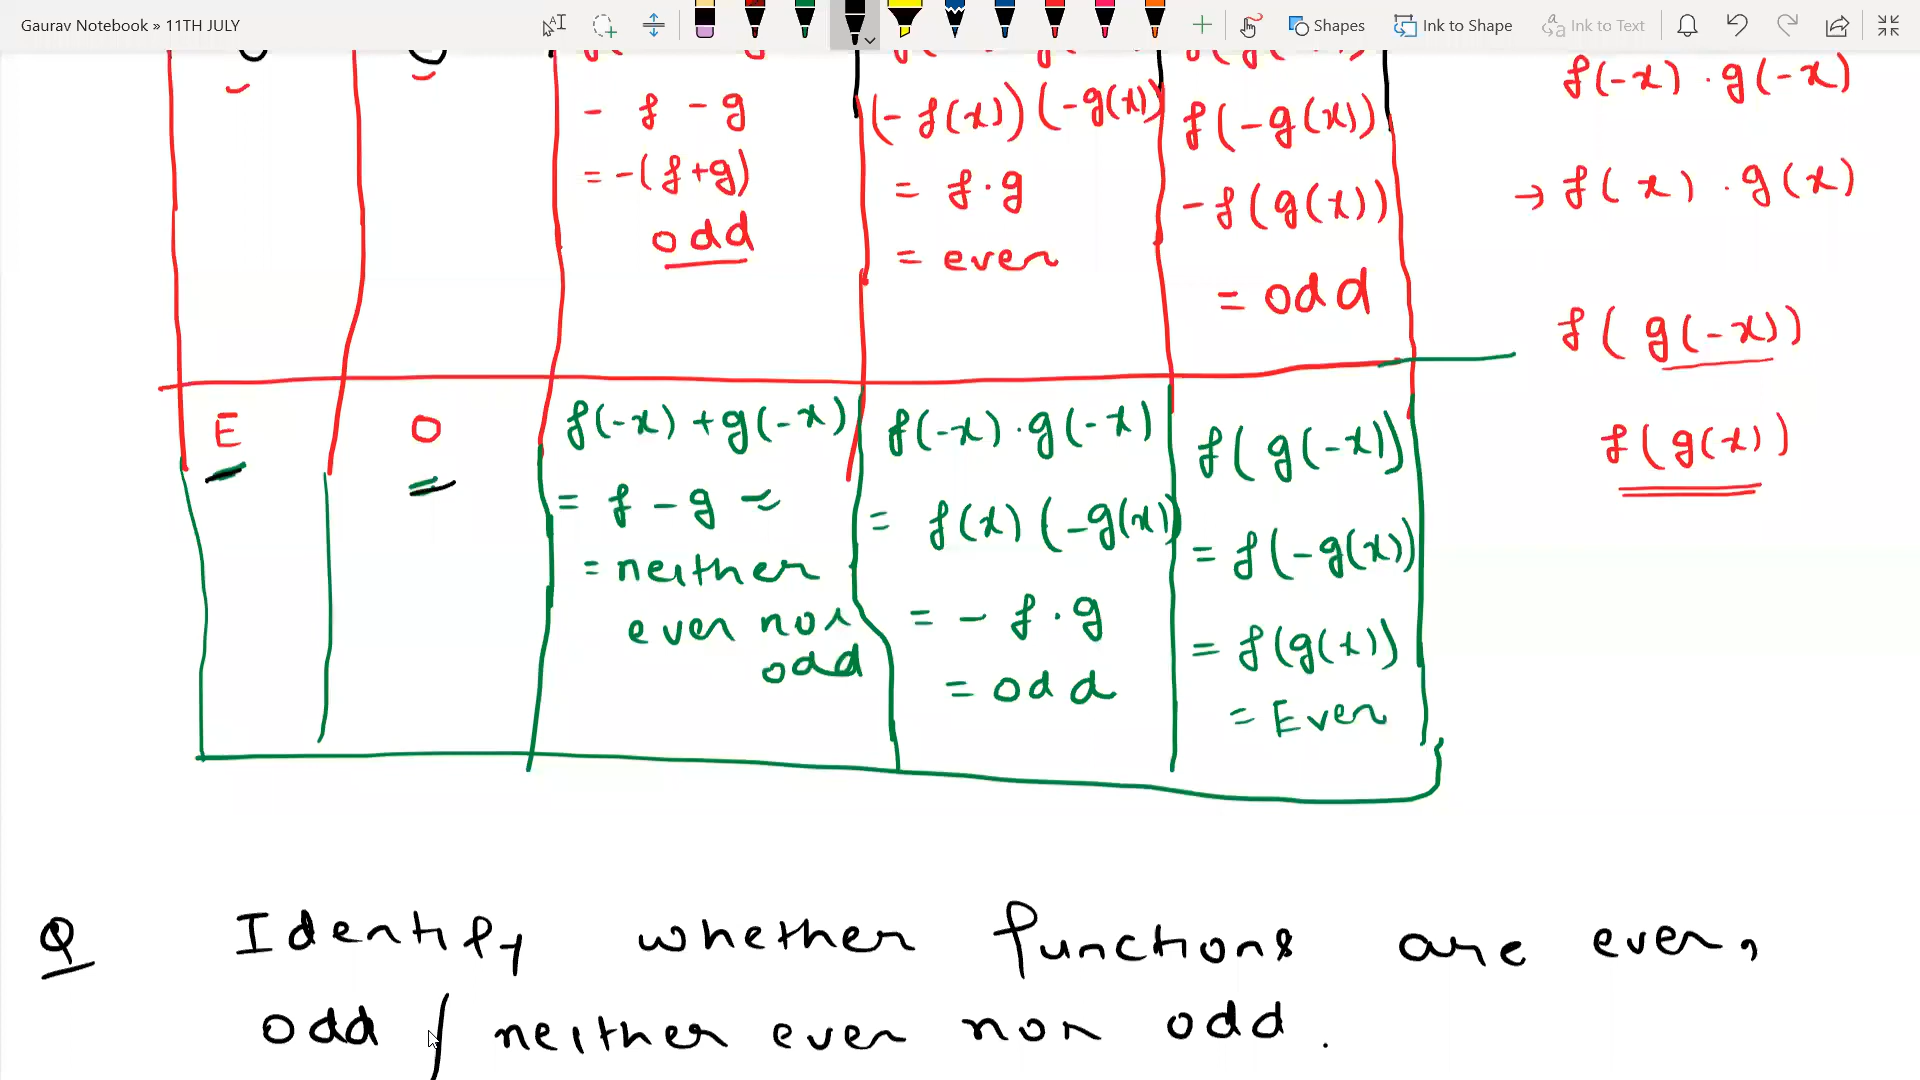 Gaurav Notebook » 11TH JULY
Shapes
Ink to Shape
Ink to Text
- f - g
= -(f+g)
odd
(-f(x)) (-g(x))
= f·g
= even
f(-g(x))
-f(g(x))
= odd
f(-x) · g(-x)
→ f(x) · g(x)
f(g(-x))
f(g(x))
E
O
f(-x) + g(-x)
= f - g =
= neither
even nor
odd
f(-x) · g(-x)
= f(x) (-g(x))
= - f · g
= odd
f(g(-x))
= f(-g(x))
= f(g(x))
= Even
Q Identify whether functions are even,
odd / neither even nor odd.